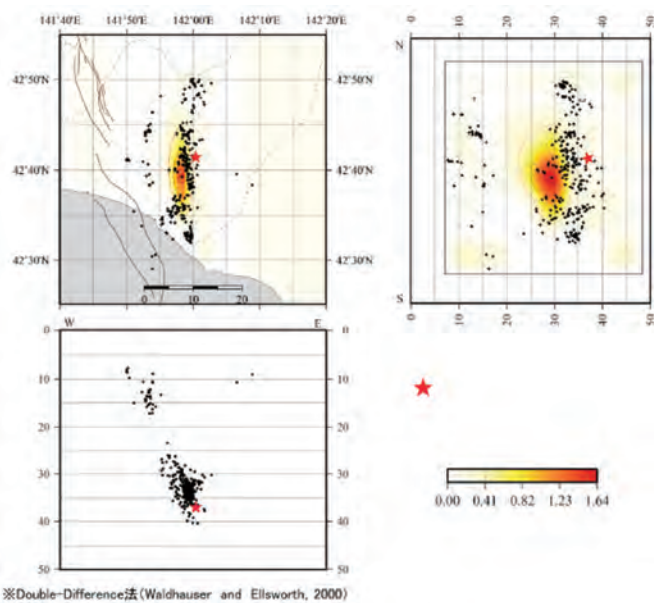 141°40'E 141°50'E 142°00'E 142°10'E 142°20'E
42°50'N 42°50'N
42°40'N 42°40'N
42°30'N 42°30'N
0 10 20
0 10 20 30 40 50
N
S
0 10 20 30 40 50
W E
0 0
10 10
20 20
30 30
40 40
50 50
0.00 0.41 0.82 1.23 1.64
※Double-Difference法(Waldhauser and Ellsworth, 2000)